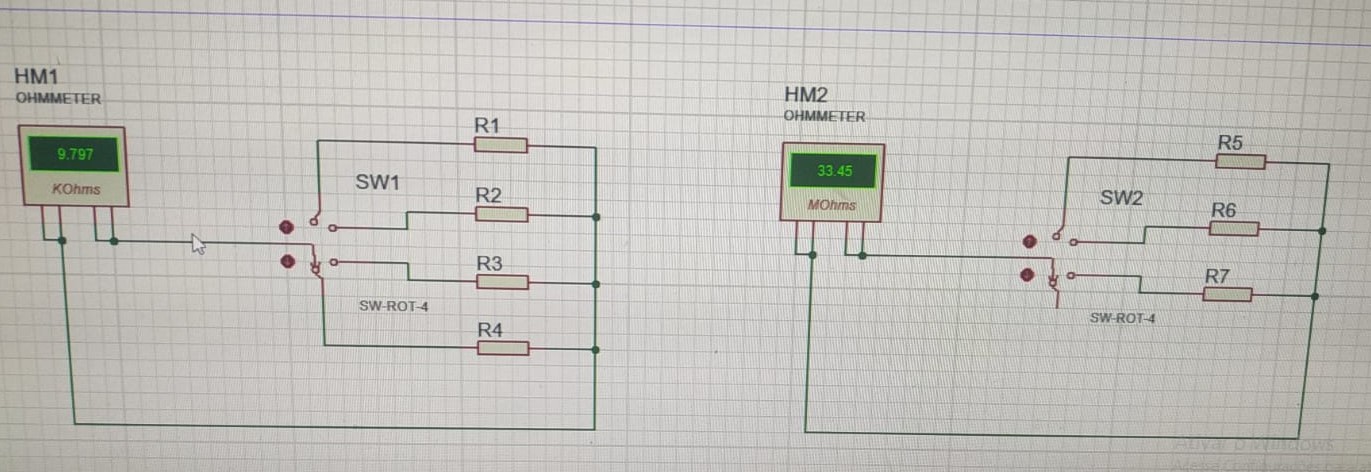 HM1
OHMMETER
9.797
KOhms
SW1
R1
R2
R3
R4
SW-ROT-4
HM2
OHMMETER
33.45
MOhms
SW2
R5
R6
R7
SW-ROT-4
Windows